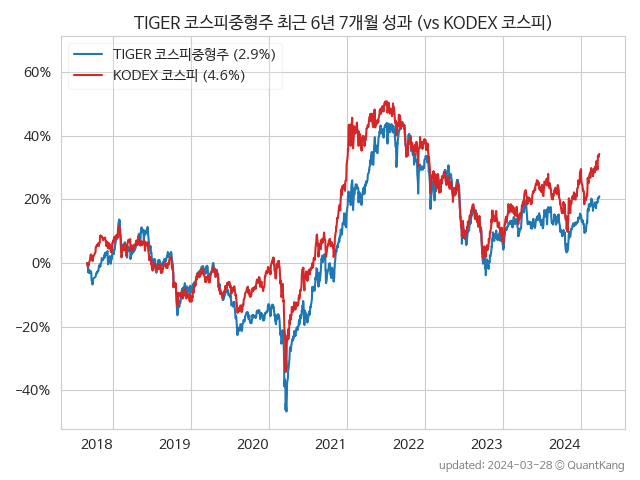 TIGER 코스피중형주 최근 6년 7개월 성과 (vs KODEX 코스피)
TIGER 코스피중형주 (2.9%)
KODEX 코스피 (4.6%)
60%
40%
20%
0%
−20%
−40%
2018 2019 2020 2021 2022 2023 2024
updated: 2024-03-28 © QuantKang